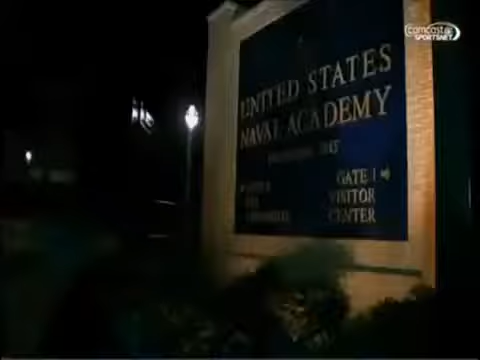 comcast
SPORTSNET
UNITED STATES
NAVAL ACADEMY
GATE 1
VISITOR
CENTER